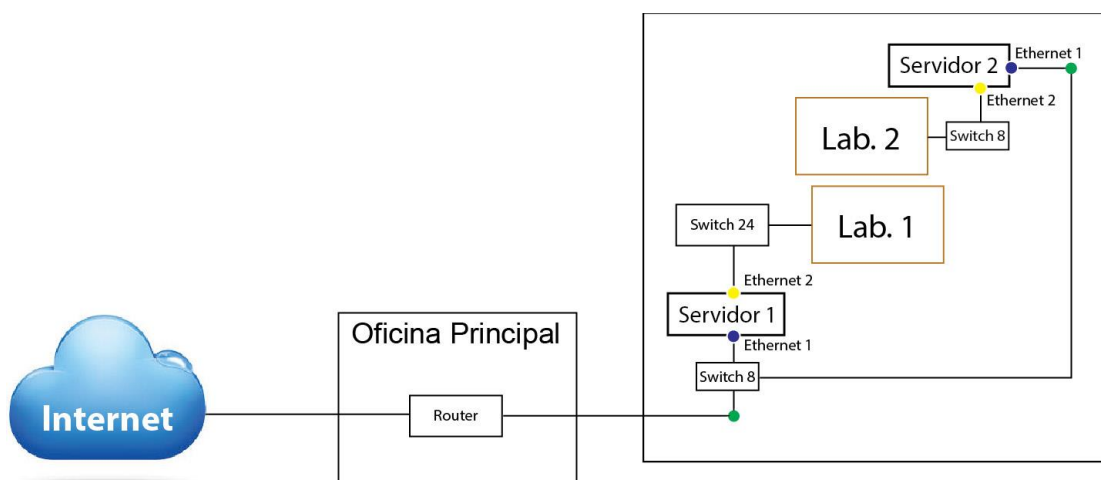 Servidor 2
Ethernet 1
Ethernet 2
Lab. 2
Switch 8
Switch 24
Lab. 1
Ethernet 2
Servidor 1
Ethernet 1
Switch 8
Oficina Principal
Internet
Router